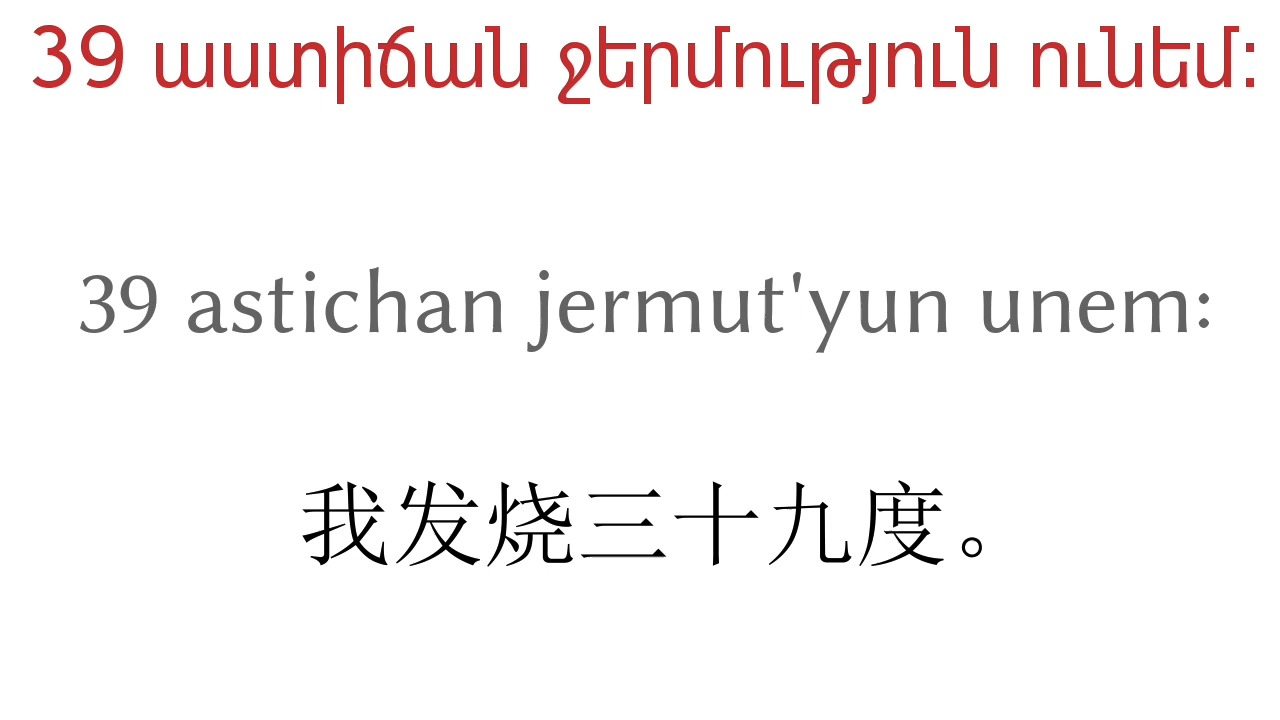 39 աստիճան ջերմություն ունեմ:
39 astichan jermut'yun unem:
我发烧三十九度。